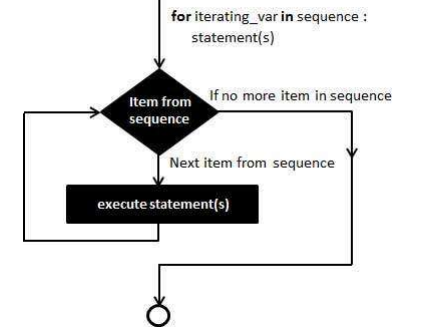 for iterating_var in sequence :
statement(s)
Item from
sequence
If no more item in sequence
Next item from sequence
execute statement(s)